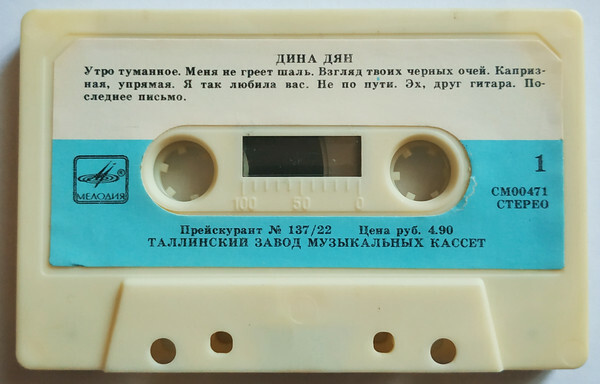 ДИНА ДЯН
Утро туманное. Меня не греет шаль. Взгляд твоих черных очей. Каприз-
ная, упрямая. Я так любила вас. Не по пути. Эх, друг гитара. По-
следнее письмо.
МЕЛОДИЯ
1
СМ00471
СТЕРЕО
100 50 0
Прейскурант № 137/22 Цена руб. 4.90
ТАЛЛИНСКИЙ ЗАВОД МУЗЫКАЛЬНЫХ КАССЕТ